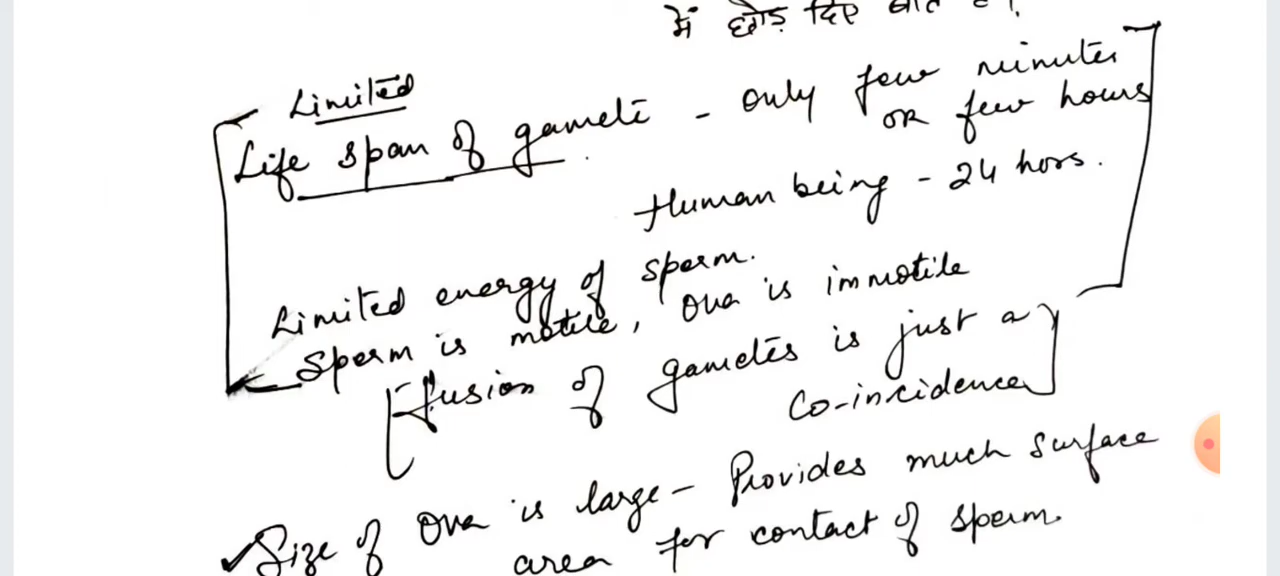 में छोड़ दिए
Limited
Life span of gamete - only few minutes
or few hours
Human being - 24 hors.
Limited energy of sperm.
Sperm is motile, Ova is immotile
fusion of gametes is just a
Co-incidence
✓ Size of Ova is large - Provides much surface
area for contact of sperm.